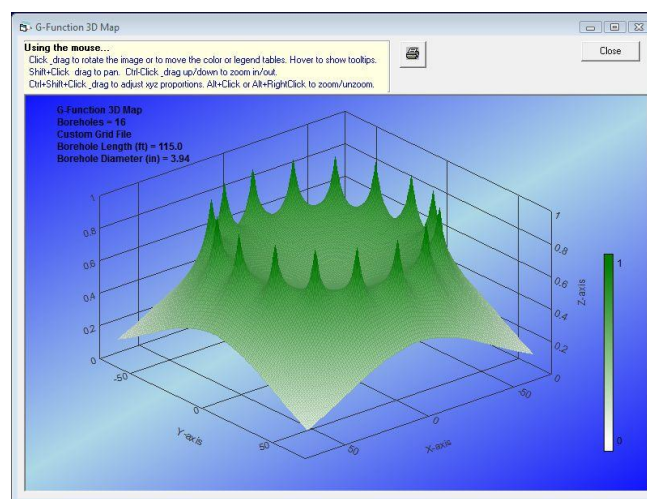 G-Function 3D Map
Using the mouse...
Click _drag to rotate the image or to move the color or legend tables. Hover to show tooltips.
Shift+Click drag to pan. Ctrl-Click _drag up/down to zoom in/out.
Ctrl+Shift+Click _drag to adjust xyz proportions. Alt+Click or Alt+RightClick to zoom/unzoom.
Close
G-Function 3D Map
Boreholes = 16
Custom Grid File
Borehole Length (ft) = 115.0
Borehole Diameter (in) = 3.94
1
0.8
0.6
0.4
0.2
0
-50
0
50
Y-axis
50
0
-50
X-axis
1
0.8
0.6
0.4
0.2
0
Z-axis
1
0